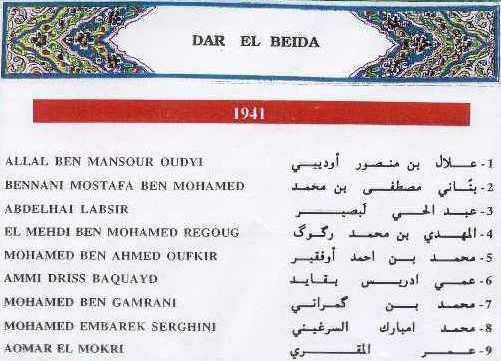 DAR EL BEIDA
1941
ALLAL BEN MANSOUR OUDYI 1- عـلال بن منصور أودييي
BENNANI MOSTAFA BEN MOHAMED 2- بنّاني مصطفى بن محمد
ABDELHAI LABSIR 3- عبد الحي لبصير
EL MEHDI BEN MOHAMED REGOUG 4- المهدي بن محمد رگوگ
MOHAMED BEN AHMED OUFKIR 5- محمد بن احمد أوفقير
AMMI DRISS BAQUAYD 6- عمي ادريس بقايد
MOHAMED BEN GAMRANI 7- محمد بن گمراني
MOHAMED EMBAREK SERGHINI 8- محمد امبارك السرغيني
AOMAR EL MOKRI 9- عمر المقري